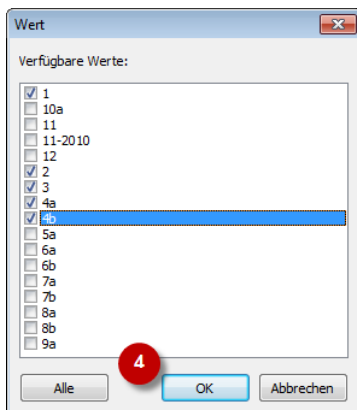 Wert
Verfügbare Werte:
1
10a
11
11-2010
12
2
3
4a
4b
5a
6a
6b
7a
7b
8a
8b
9a
4
Alle
OK
Abbrechen